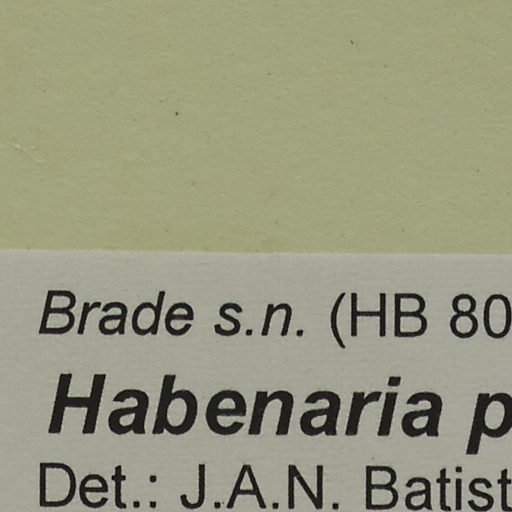 Brade s.n. (HB 80
Habenaria p
Det.: J.A.N. Batist